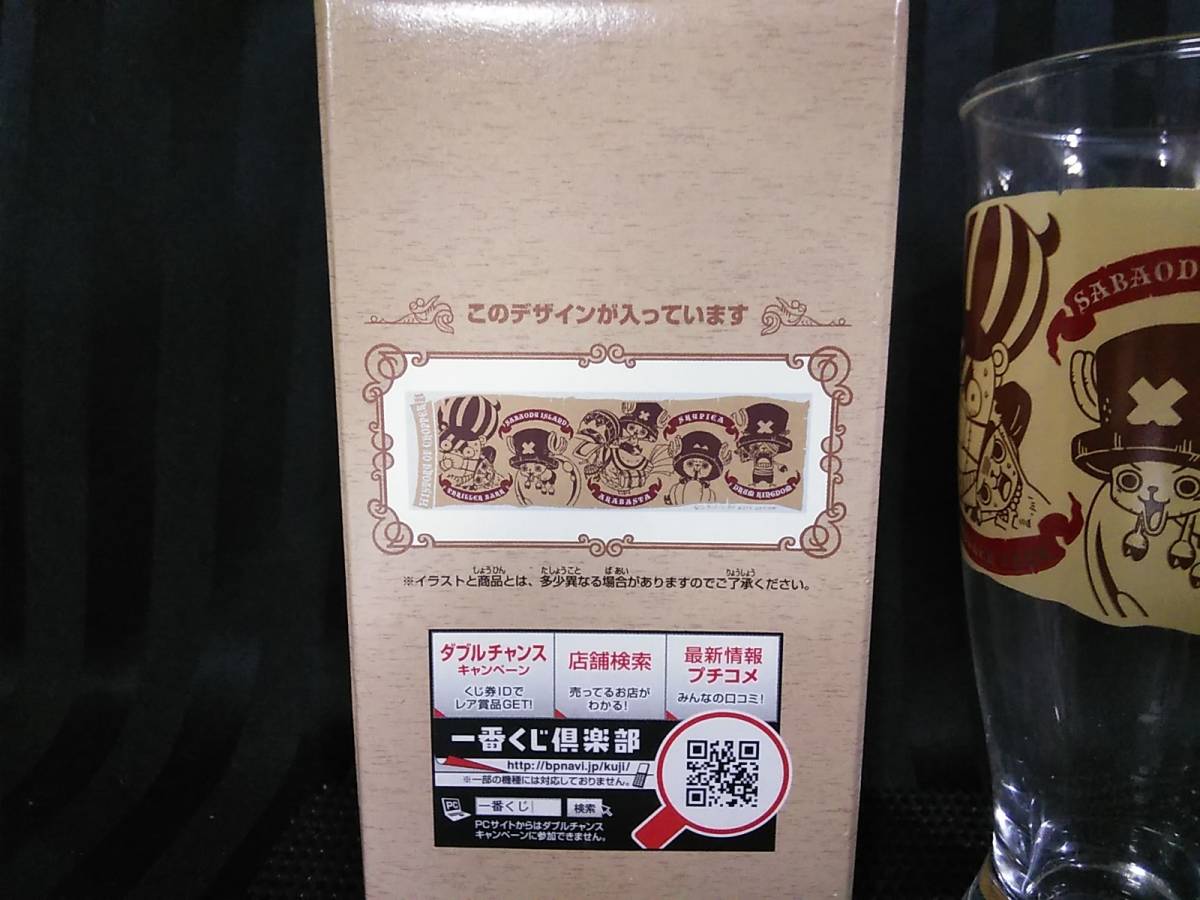 このデザインが入っています
HISTORY OF CHOPPER
THRILLER BARK
SABAODY ISLAND
ARABASTA
SKYPIEA
DRUM KINGDOM
※イラストと商品とは、多少異なる場合がありますのでご了承ください。
しょうひん
たしょうこと
ばあい
りょうしょう
ダブルチャンス
キャンペーン
くじ券IDで
レア賞品GET!
店舗検索
売ってるお店が
わかる!
最新情報
プチコメ
みんなの口コミ!
一番くじ倶楽部
http://bpnavi.jp/kuji/
※一部の機種には対応しておりません。
PC
一番くじ
検索
PCサイトからはダブルチャンス
キャンペーンに参加できません。
SABAODY